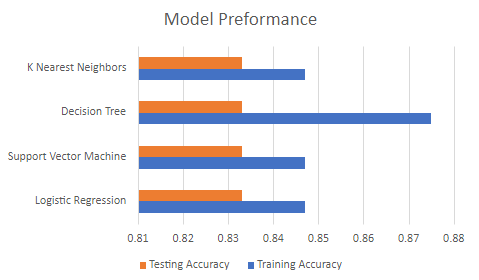 Model Preformance
K Nearest Neighbors
Decision Tree
Support Vector Machine
Logistic Regression
0.81 0.82 0.83 0.84 0.85 0.86 0.87 0.88
Testing Accuracy Training Accuracy